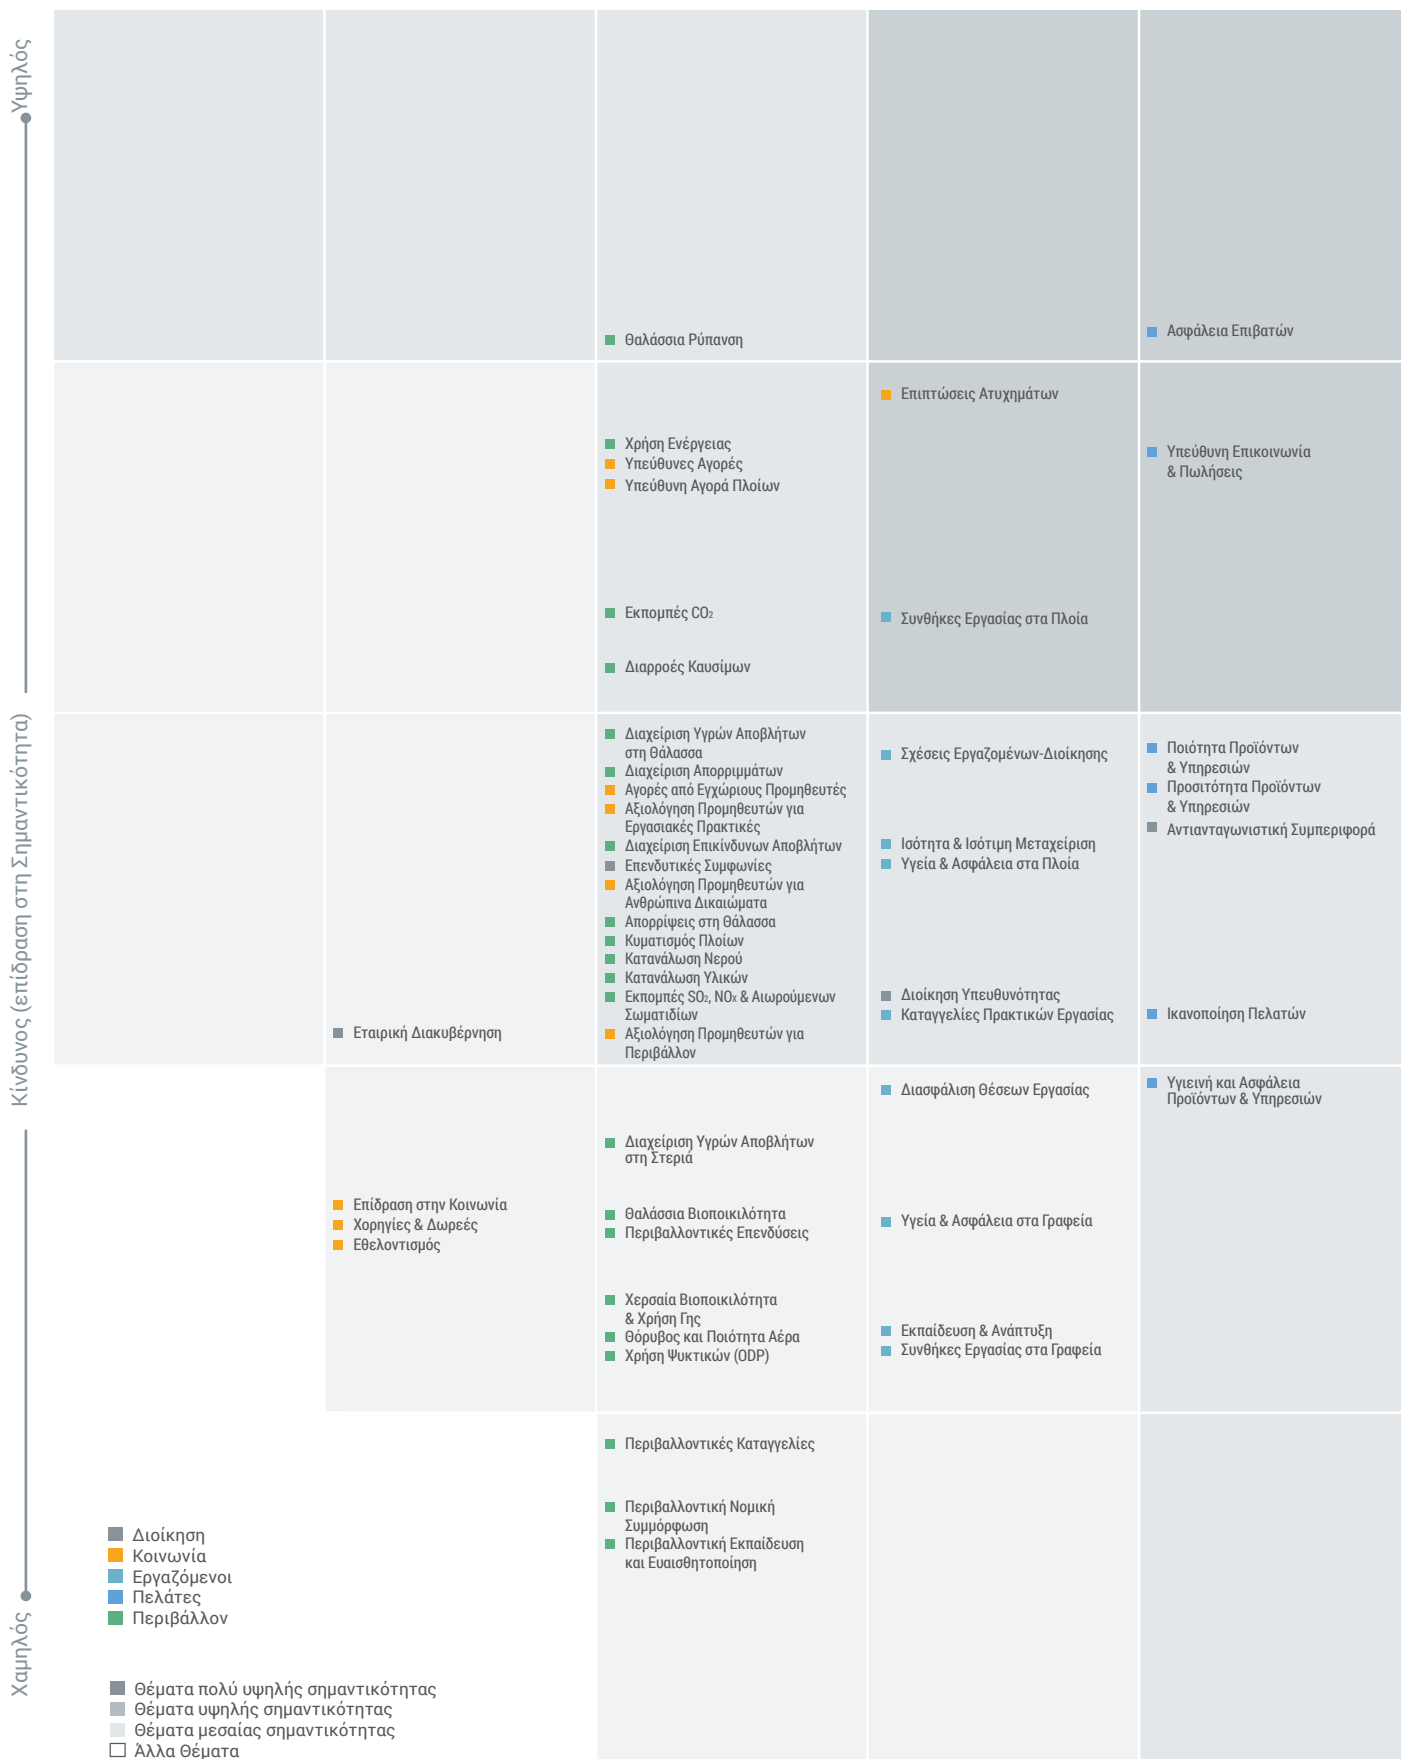 Υψηλός
Κίνδυνος (επίδραση στη Σημαντικότητα)
Χαμηλός
Θαλάσσια Ρύπανση
Ασφάλεια Επιβατών
Χρήση Ενέργειας
Υπεύθυνες Αγορές
Υπεύθυνη Αγορά Πλοίων
Εκπομπές CO₂
Διαρροές Καυσίμων
Επιπτώσεις Ατυχημάτων
Συνθήκες Εργασίας στα Πλοία
Υπεύθυνη Επικοινωνία
& Πωλήσεις
Εταιρική Διακυβέρνηση
Διαχείριση Υγρών Αποβλήτων
στη Θάλασσα
Διαχείριση Απορριμμάτων
Αγορές από Εγχώριους Προμηθευτές
Αξιολόγηση Προμηθευτών για
Εργασιακές Πρακτικές
Διαχείριση Επικίνδυνων Αποβλήτων
Επενδυτικές Συμφωνίες
Αξιολόγηση Προμηθευτών για
Ανθρώπινα Δικαιώματα
Απορρίψεις στη Θάλασσα
Κυματισμός Πλοίων
Κατανάλωση Νερού
Κατανάλωση Υλικών
Εκπομπές SO₂, NOₓ & Αιωρούμενων
Σωματιδίων
Αξιολόγηση Προμηθευτών για
Περιβάλλον
Σχέσεις Εργαζομένων-Διοίκησης
Ισότητα & Ισότιμη Μεταχείριση
Υγεία & Ασφάλεια στα Πλοία
Διοίκηση Υπευθυνότητας
Καταγγελίες Πρακτικών Εργασίας
Ποιότητα Προϊόντων
& Υπηρεσιών
Προσιτότητα Προϊόντων
& Υπηρεσιών
Αντιανταγωνιστική Συμπεριφορά
Ικανοποίηση Πελατών
Επίδραση στην Κοινωνία
Χορηγίες & Δωρεές
Εθελοντισμός
Διαχείριση Υγρών Αποβλήτων
στη Στεριά
Θαλάσσια Βιοποικιλότητα
Περιβαλλοντικές Επενδύσεις
Χερσαία Βιοποικιλότητα
& Χρήση Γης
Θόρυβος και Ποιότητα Αέρα
Χρήση Ψυκτικών (ODP)
Διασφάλιση Θέσεων Εργασίας
Υγεία & Ασφάλεια στα Γραφεία
Εκπαίδευση & Ανάπτυξη
Συνθήκες Εργασίας στα Γραφεία
Υγιεινή και Ασφάλεια
Προϊόντων & Υπηρεσιών
Περιβαλλοντικές Καταγγελίες
Περιβαλλοντική Νομική
Συμμόρφωση
Περιβαλλοντική Εκπαίδευση
και Ευαισθητοποίηση
Διοίκηση
Κοινωνία
Εργαζόμενοι
Πελάτες
Περιβάλλον
Θέματα πολύ υψηλής σημαντικότητας
Θέματα υψηλής σημαντικότητας
Θέματα μεσαίας σημαντικότητας
Άλλα Θέματα